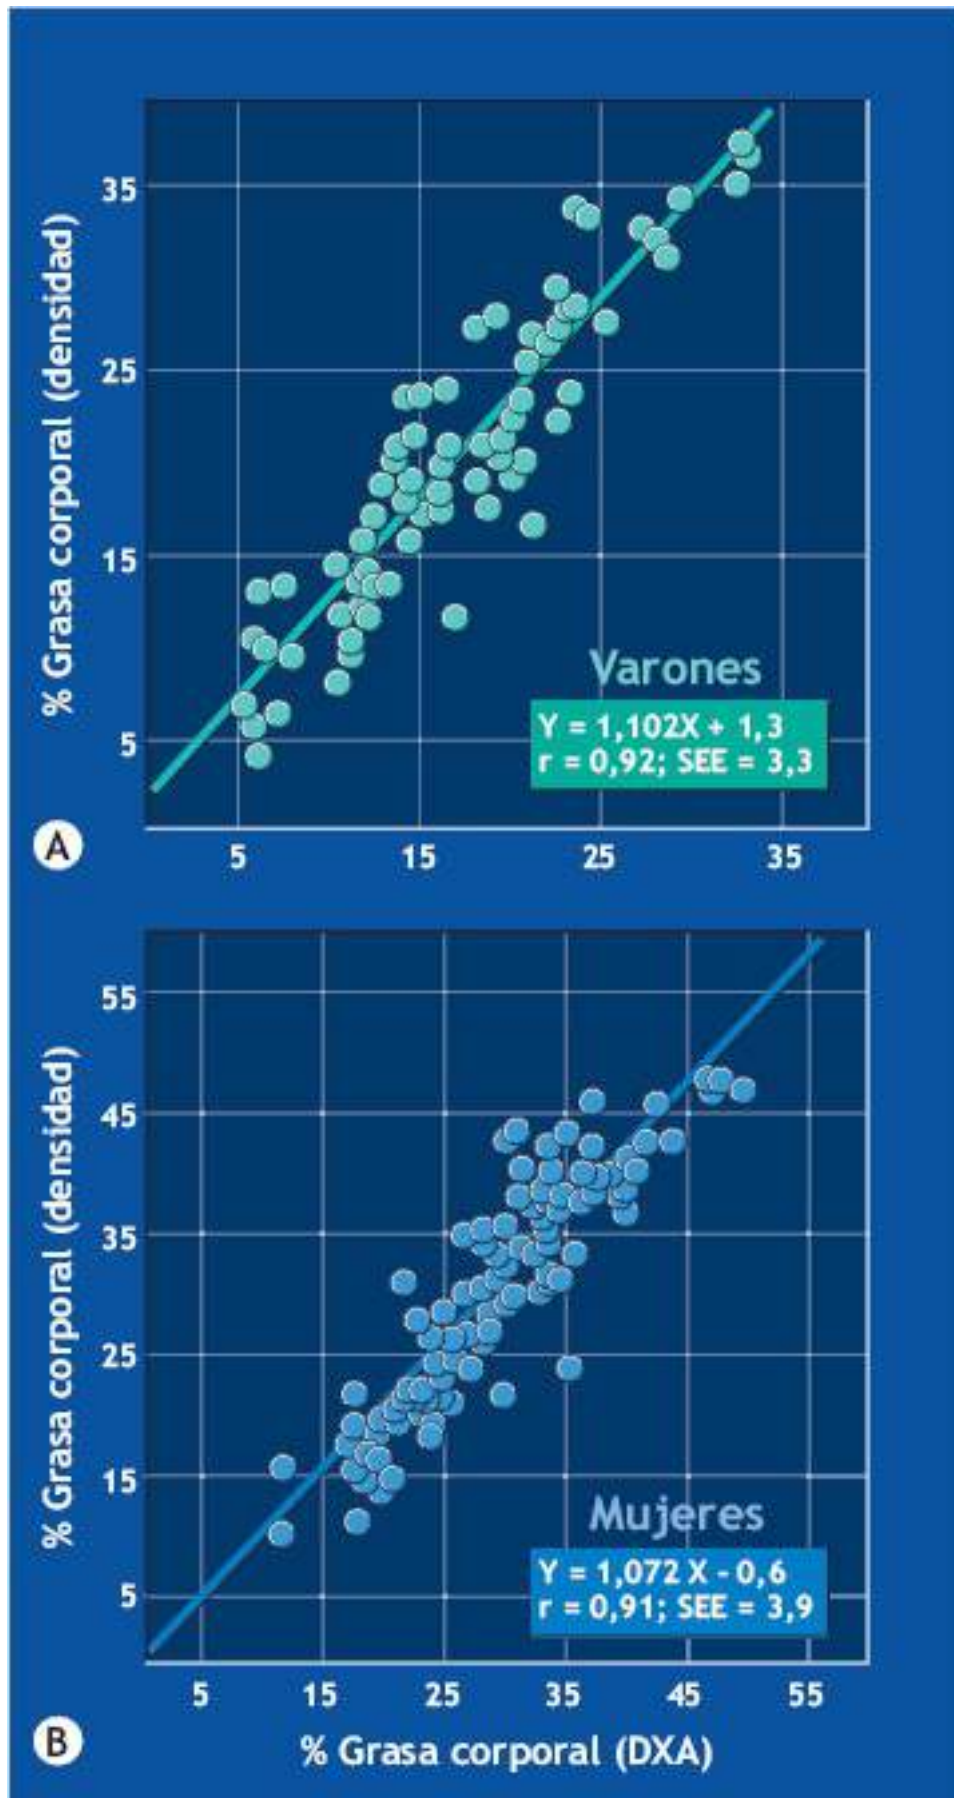 % Grasa corporal (densidad)
35
25
15
5
Varones
Y = 1,102X + 1,3
r = 0,92; SEE = 3,3
A
5 15 25 35
% Grasa corporal (densidad)
55
45
35
25
15
5
Mujeres
Y = 1,072 X - 0,6
r = 0,91; SEE = 3,9
5 15 25 35 45 55
B
% Grasa corporal (DXA)